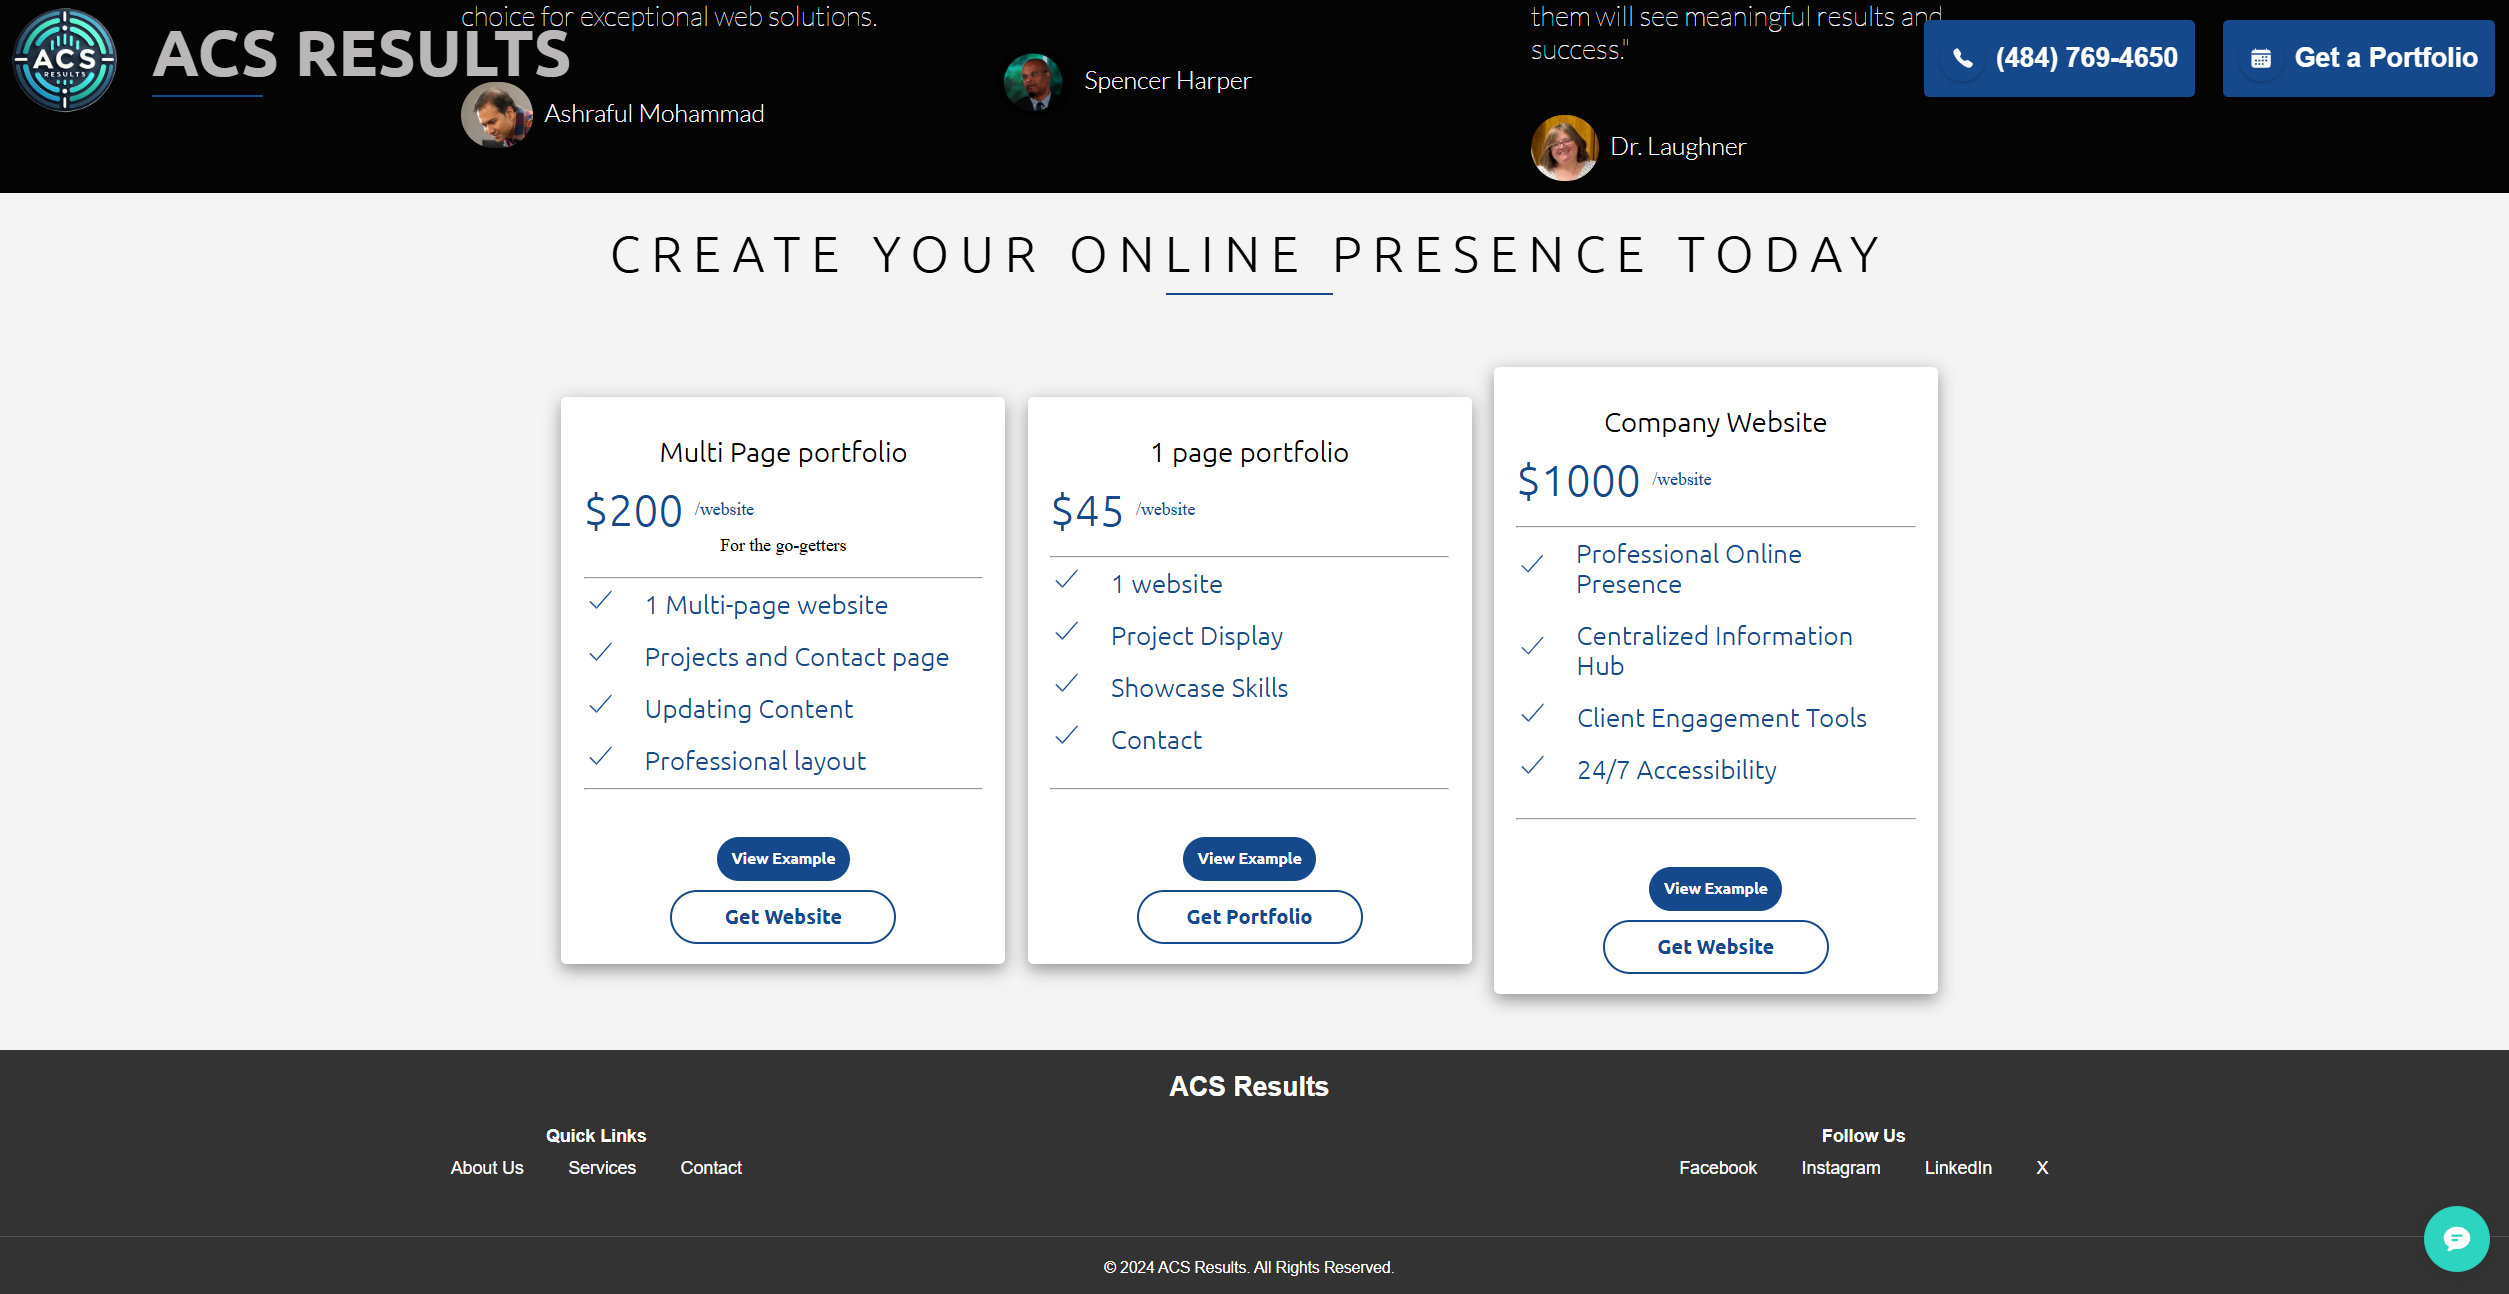 choice for exceptional web solutions.
them will see meaningful results and
success."
ACS
RESULTS
ACS RESULTS
(484) 769-4650
Get a Portfolio
Spencer Harper
Ashraful Mohammad
Dr. Laughner
CREATE YOUR ONLINE PRESENCE TODAY
Multi Page portfolio
$200 /website
For the go-getters
1 Multi-page website
Projects and Contact page
Updating Content
Professional layout
View Example
Get Website
1 page portfolio
$45 /website
1 website
Project Display
Showcase Skills
Contact
View Example
Get Portfolio
Company Website
$1000 /website
Professional Online
Presence
Centralized Information
Hub
Client Engagement Tools
24/7 Accessibility
View Example
Get Website
ACS Results
Quick Links
About Us Services Contact
Follow Us
Facebook Instagram LinkedIn X
© 2024 ACS Results. All Rights Reserved.